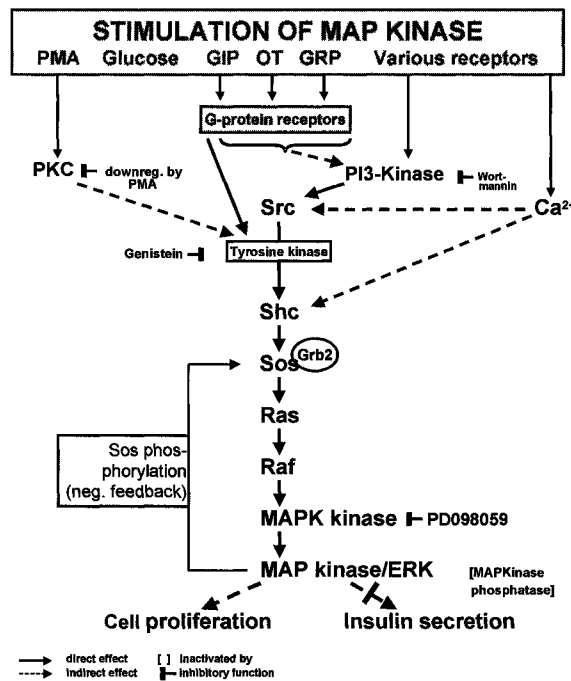 STIMULATION OF MAP KINASE
PMA Glucose GIP OT GRP Various receptors
G-protein receptors
PKC
downreg. by
PMA
PI3-Kinase
Wort-
mannin
Src
Ca²⁺
Genistein
Tyrosine kinase
Shc
Sos
Grb2
Ras
Sos phos-
phorylation
(neg. feedback)
Raf
MAPK kinase
PD098059
MAP kinase/ERK
[MAPKinase
phosphatase]
Cell proliferation
Insulin secretion
direct effect
[ ] inactivated by
indirect effect
inhibitory function